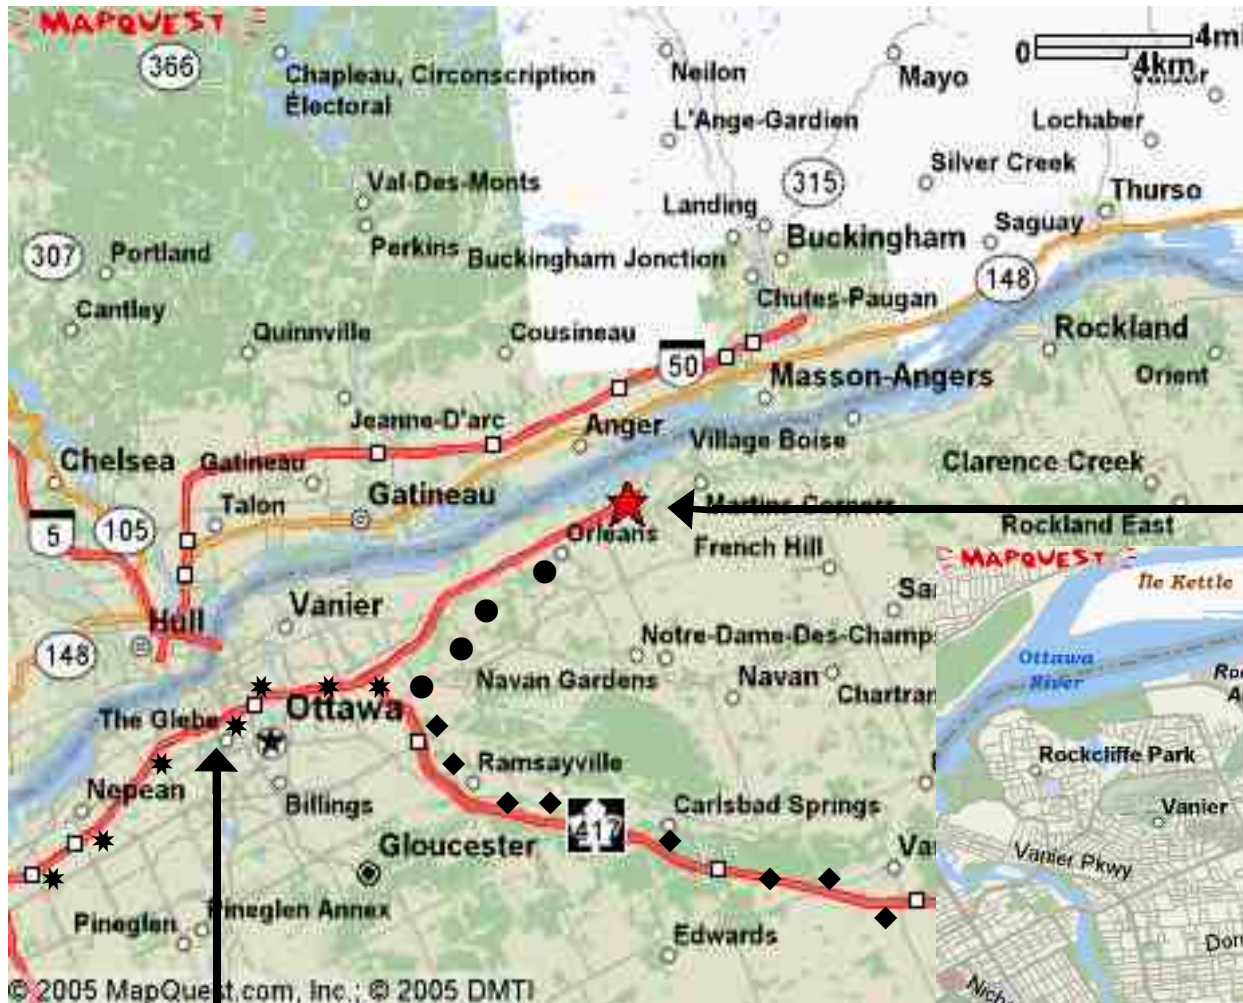 MAPQUEST
366
Chapleau, Circonscription
Électoral
Neilon
Mayo
0
4mi
4km
L'Ange-Gardien
Lochaber
Val-Des-Monts
315
Silver Creek
Thurso
Landing
Saguay
307
Portland
Perkins
Buckingham Jonction
Buckingham
148
Cantley
Chutes-Paugan
Quinnville
Cousineau
Rockland
50
Masson-Angers
Orient
Jeanne-D'arc
Anger
Village Boise
Chelsea
Gatineau
Clarence Creek
Talon
Gatineau
Martins Corners
5
105
Orleans
French Hill
Rockland East
Hull
Vanier
148
Notre-Dame-Des-Champs
Navan Gardens
Navan
Chartran
The Glebe
Ottawa
Ramsayville
Nepean
Billings
417
Carlsbad Springs
Gloucester
Va
Pineglen
Pineglen Annex
Edwards
© 2005 MapQuest.com, Inc.; © 2005 DMTI
MAPQUEST
Île Kettle
Ottawa
River
Rockcliffe Park
Vanier
Vanier Pkwy